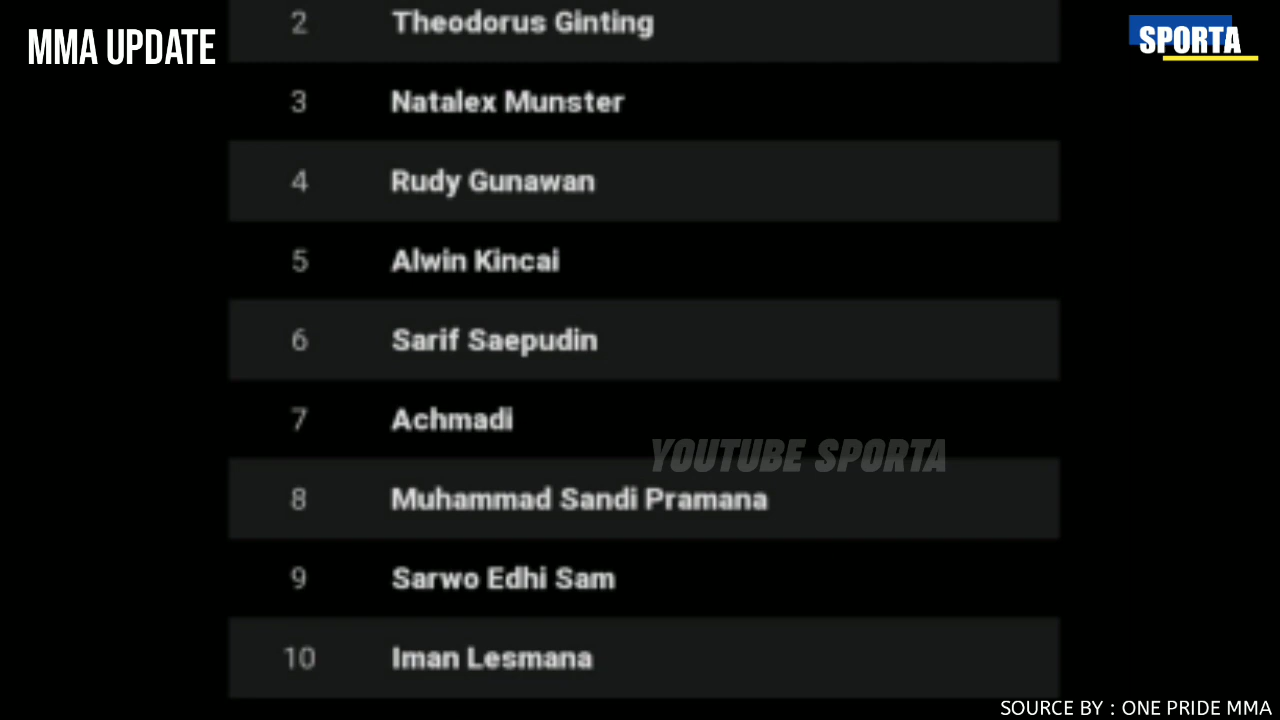 MMA UPDATE
SPORTA
2 Theodorus Ginting
3 Natalex Munster
4 Rudy Gunawan
5 Alwin Kincai
6 Sarif Saepudin
7 Achmadi
YOUTUBE SPORTA
8 Muhammad Sandi Pramana
9 Sarwo Edhi Sam
10 Iman Lesmana
SOURCE BY : ONE PRIDE MMA